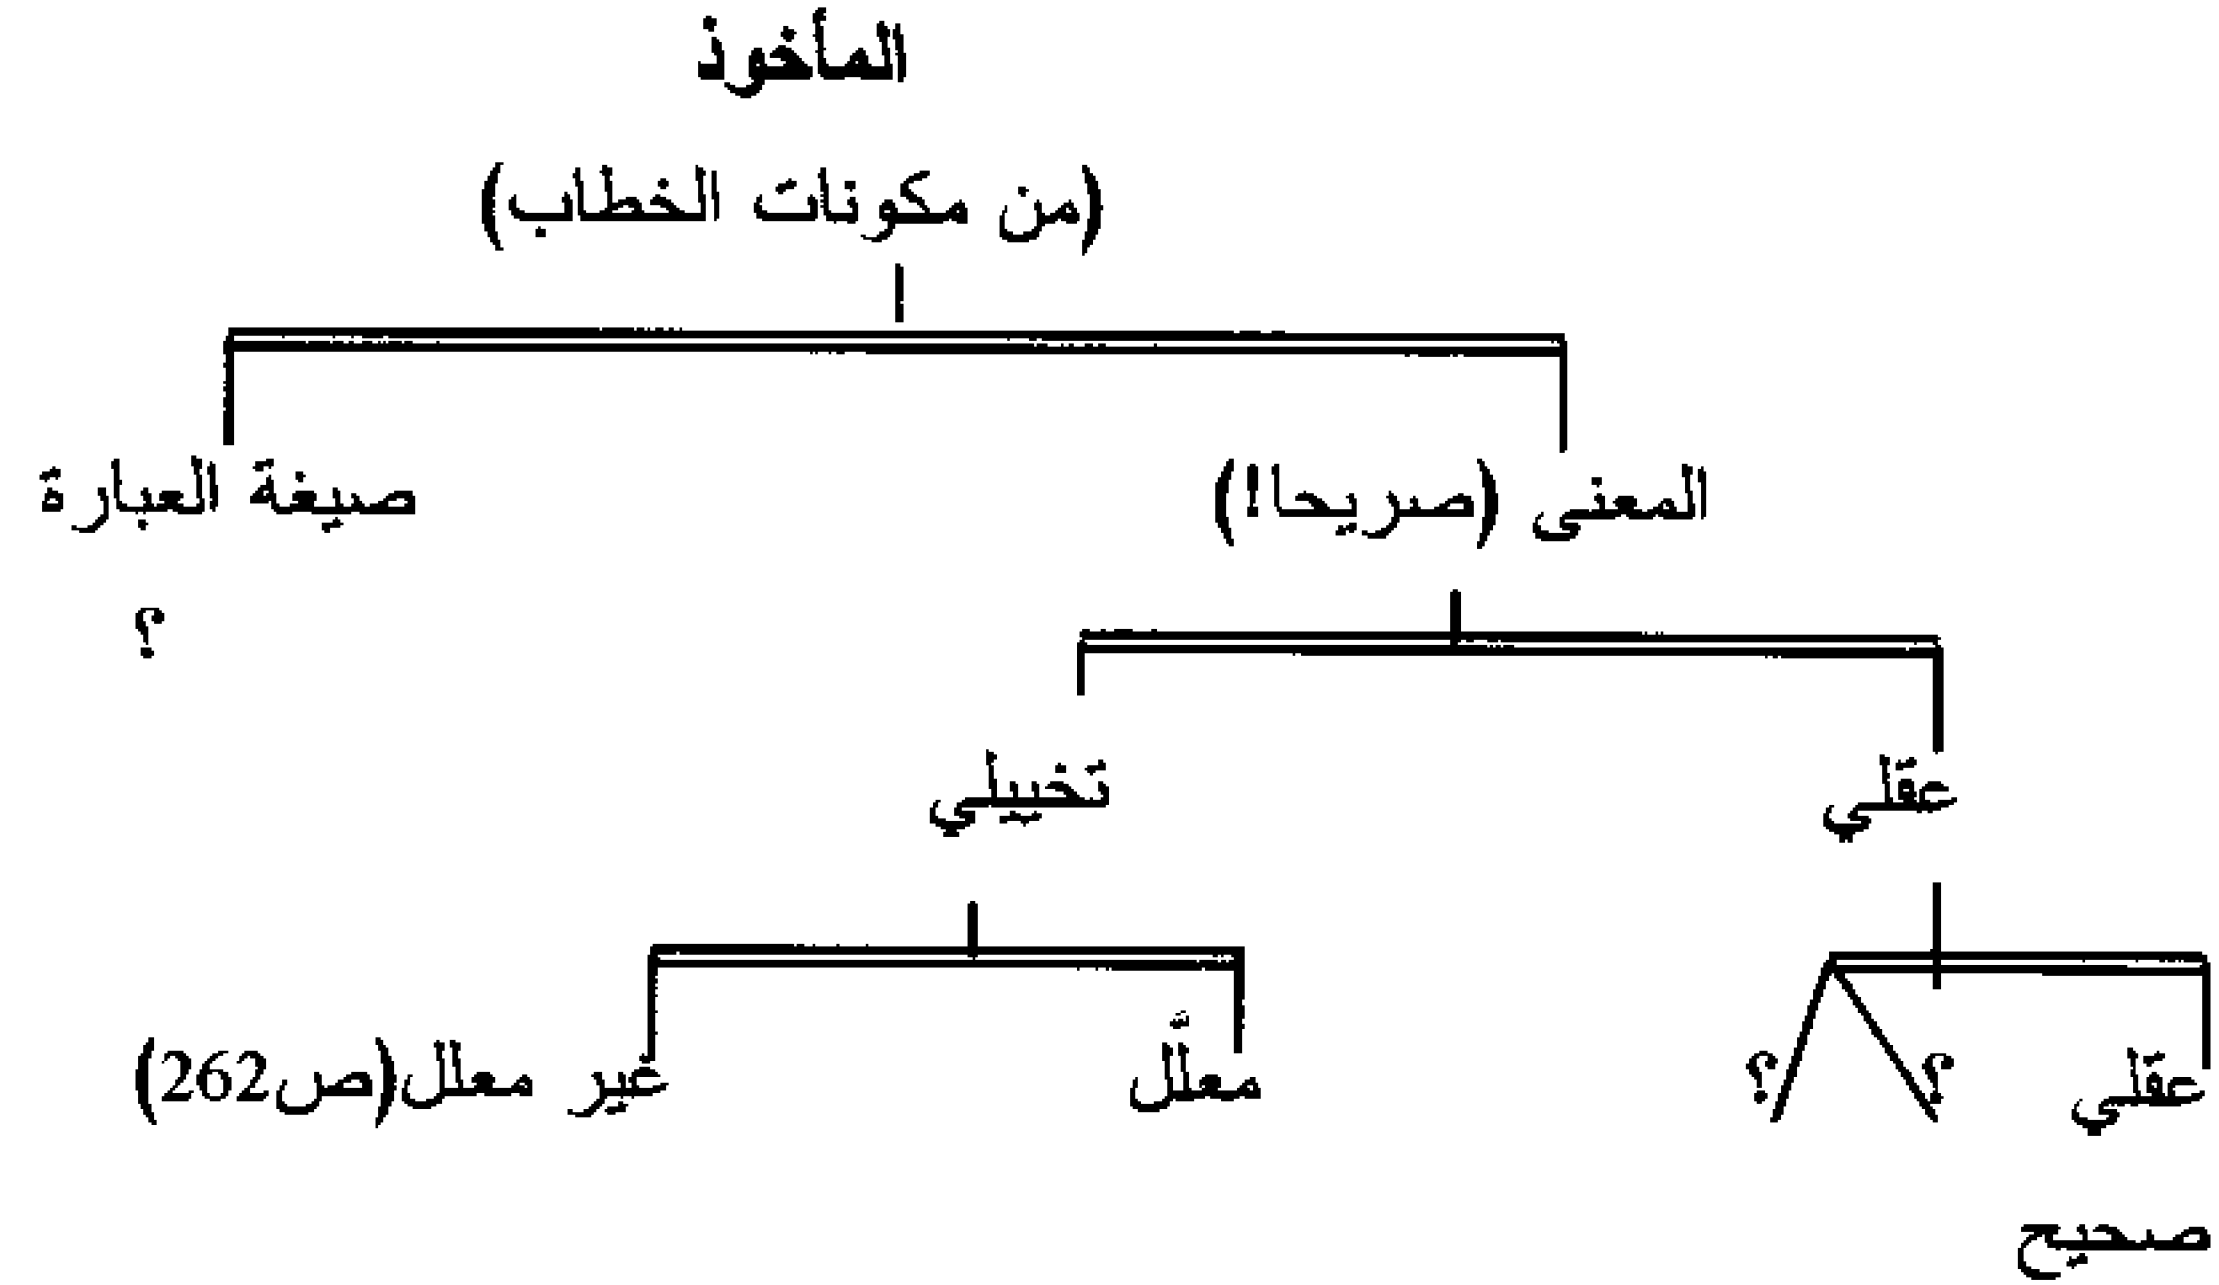 المأخوذ
(من مكونات الخطاب)
المعنى (صريحا!) صيغة العبارة
؟
عقلي تخييلي
عقلي ؟ ؟ معلَّل غير معلل(ص262)
صحيح